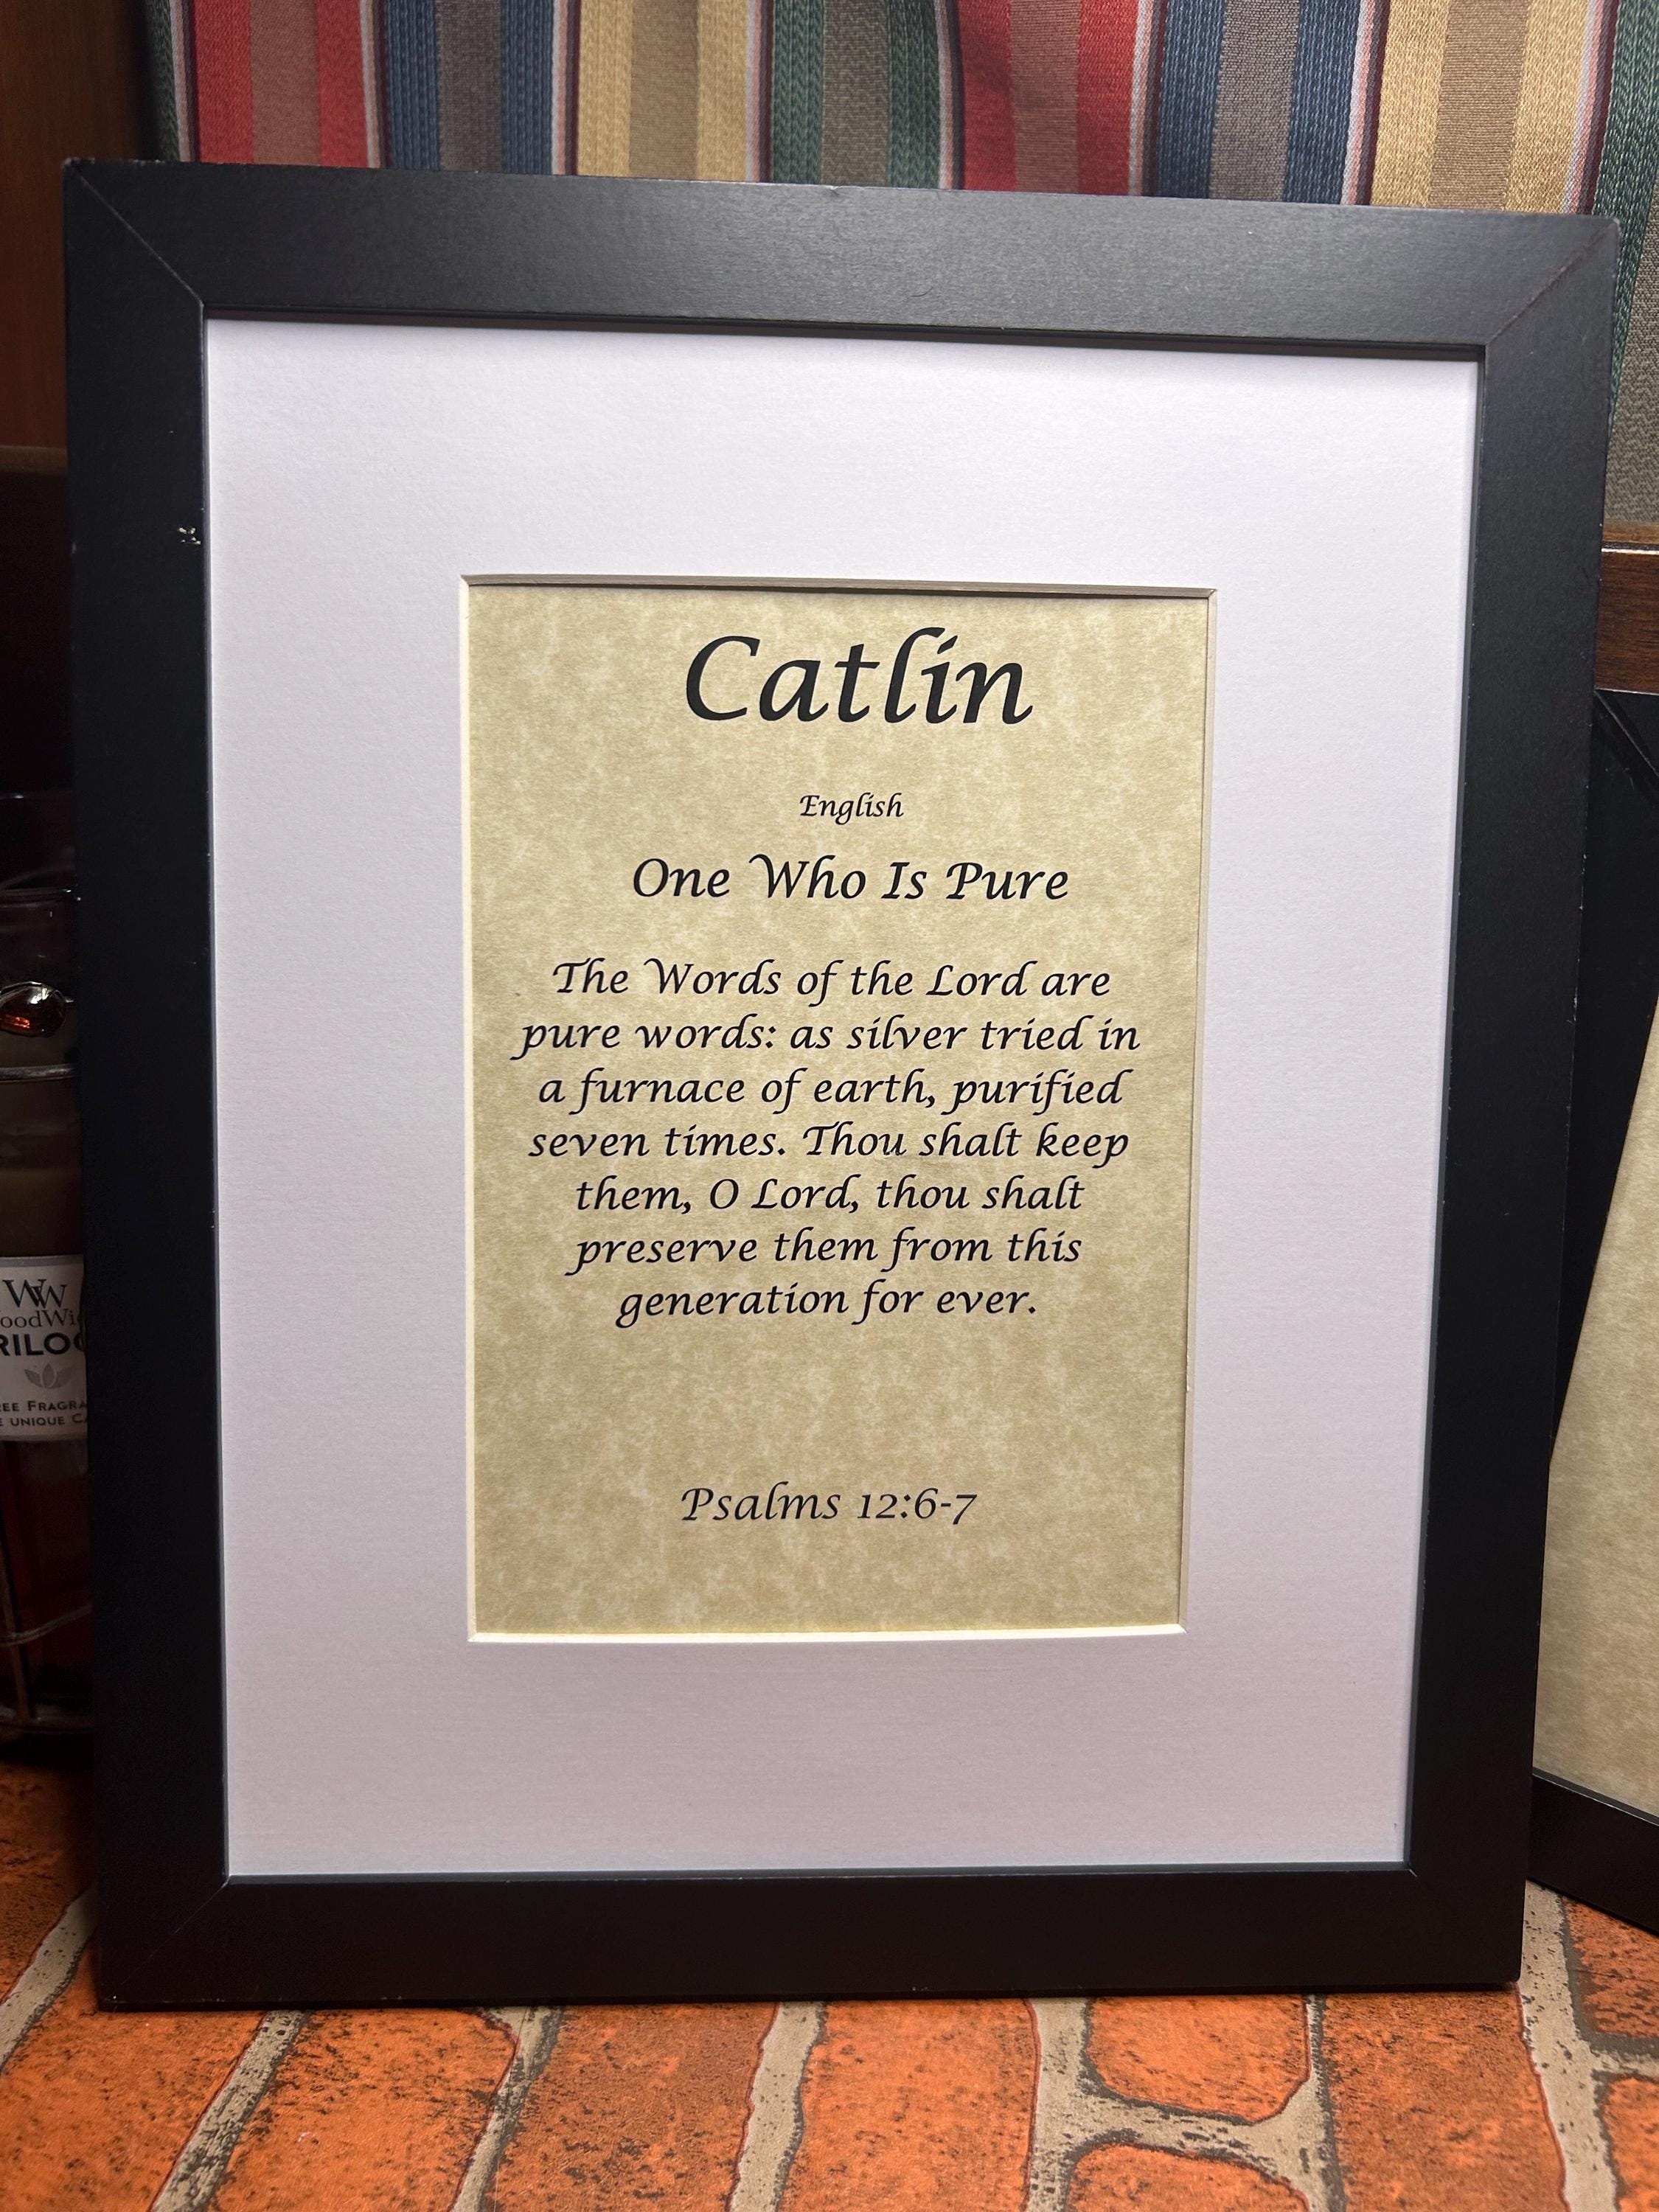 Catlin
English
One Who Is Pure
The Words of the Lord are
pure words: as silver tried in
a furnace of earth, purified
seven times. Thou shalt keep
them, O Lord, thou shalt
preserve them from this
generation for ever.
Psalms 12:6-7
WW